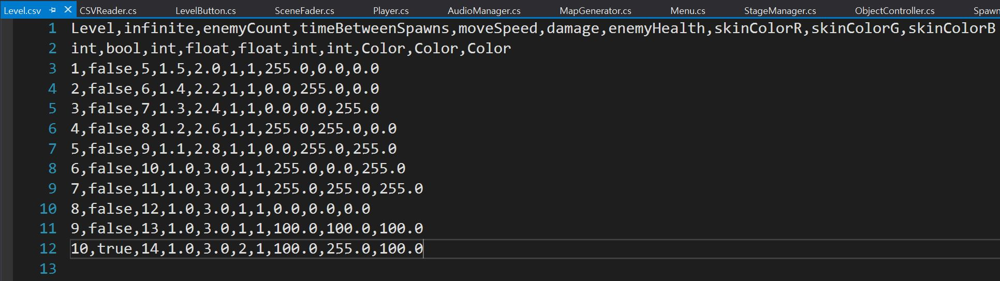 Level.csv CSVReader.cs LevelButton.cs SceneFader.cs Player.cs AudioManager.cs MapGenerator.cs Menu.cs StageManager.cs ObjectController.cs Spawn
1 Level,infinite,enemyCount,timeBetweenSpawns,moveSpeed,damage,enemyHealth,skinColorR,skinColorG,skinColorB
2 int,bool,int,float,float,int,int,Color,Color,Color
3 1,false,5,1.5,2.0,1,1,255.0,0.0,0.0
4 2,false,6,1.4,2.2,1,1,0.0,255.0,0.0
5 3,false,7,1.3,2.4,1,1,0.0,0.0,255.0
6 4,false,8,1.2,2.6,1,1,255.0,255.0,0.0
7 5,false,9,1.1,2.8,1,1,0.0,255.0,255.0
8 6,false,10,1.0,3.0,1,1,255.0,0.0,255.0
9 7,false,11,1.0,3.0,1,1,255.0,255.0,255.0
10 8,false,12,1.0,3.0,1,1,0.0,0.0,0.0
11 9,false,13,1.0,3.0,1,1,100.0,100.0,100.0
12 10,true,14,1.0,3.0,2,1,100.0,255.0,100.0
13